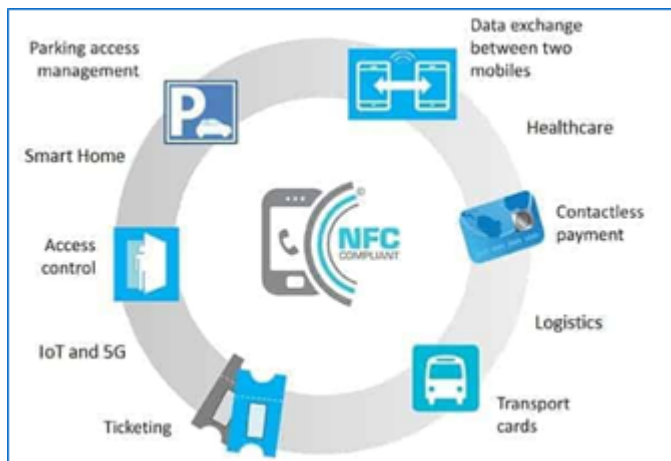 Parking access
management
Data exchange
between two
mobiles
Smart Home
Healthcare
P
NFC
COMPLIANT
®
Contactless
payment
Access
control
Logistics
IoT and 5G
Transport
cards
Ticketing